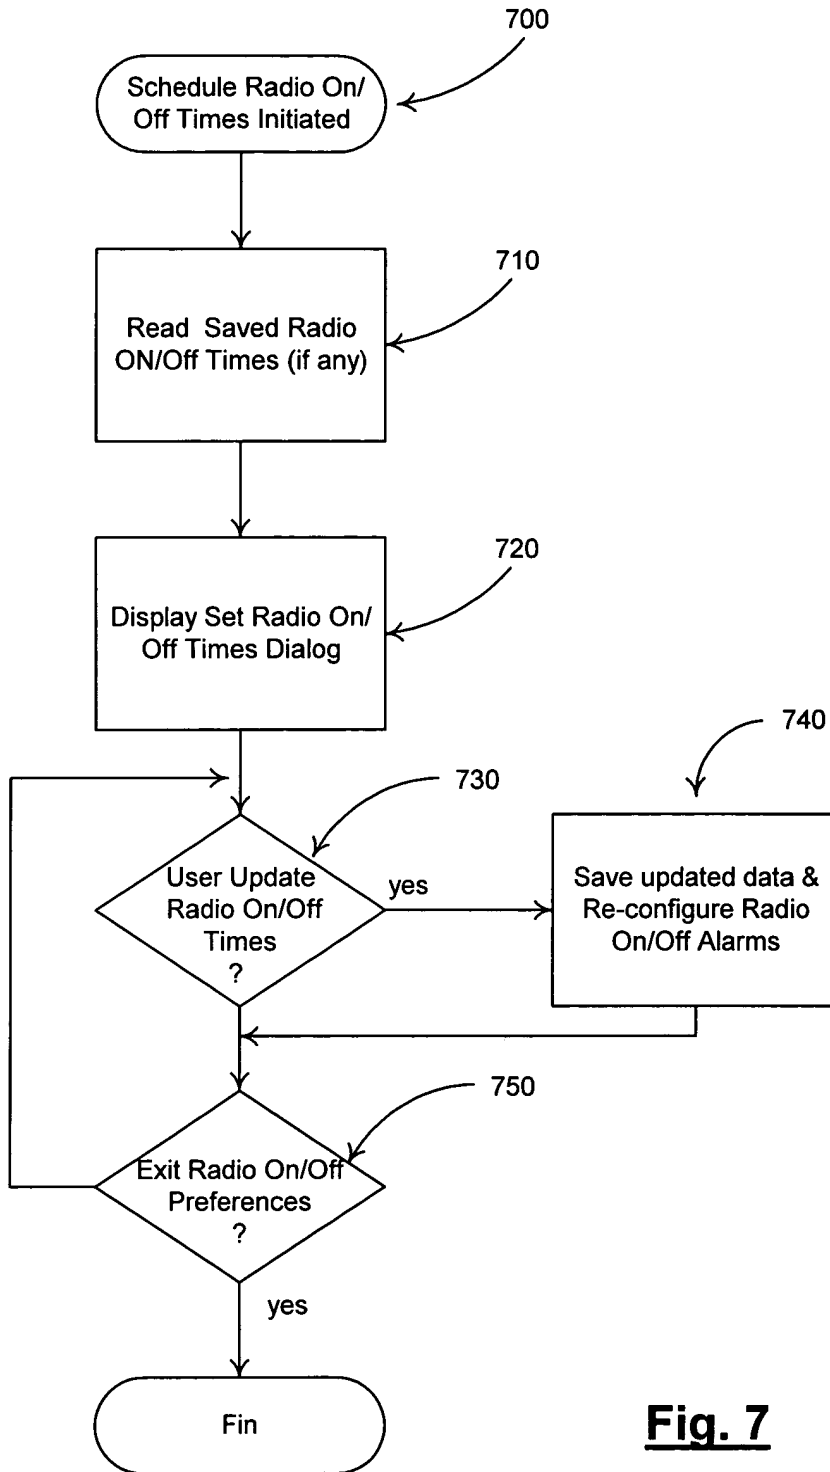 700
Schedule Radio On/
Off Times Initiated
710
Read Saved Radio
ON/Off Times (if any)
720
Display Set Radio On/
Off Times Dialog
740
730
User Update
Radio On/Off
Times
?
yes
Save updated data &
Re-configure Radio
On/Off Alarms
750
Exit Radio On/Off
Preferences
?
yes
Fin
Fig. 7